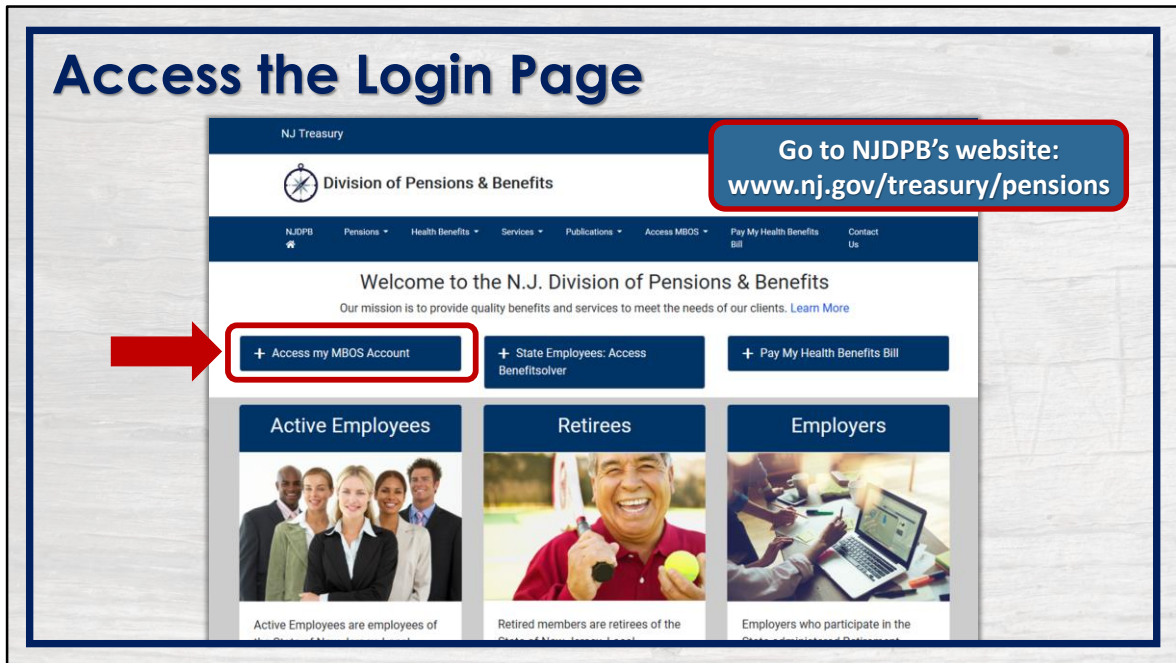 Access the Login Page
NJ Treasury
Go to NJDPB’s website:
www.nj.gov/treasury/pensions
Division of Pensions & Benefits
NJDPB
Pensions
Health Benefits
Services
Publications
Access MBOS
Pay My Health Benefits
Bill
Contact
Us
Welcome to the N.J. Division of Pensions & Benefits
Our mission is to provide quality benefits and services to meet the needs of our clients. Learn More
+ Access my MBOS Account
+ State Employees: Access
Benefitsolver
+ Pay My Health Benefits Bill
Active Employees
Retirees
Employers
Active Employees are employees of
Retired members are retirees of the
Employers who participate in the